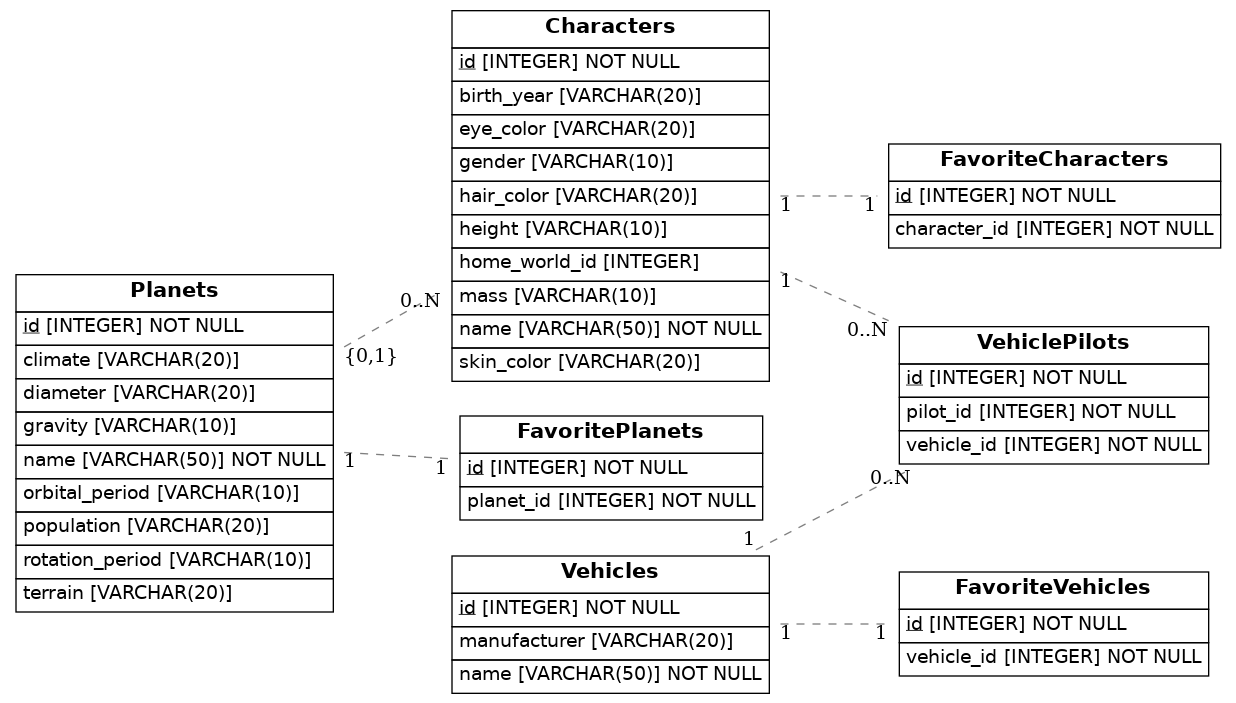 Characters
id [INTEGER] NOT NULL
birth_year [VARCHAR(20)]
eye_color [VARCHAR(20)]
gender [VARCHAR(10)]
hair_color [VARCHAR(20)]
height [VARCHAR(10)]
home_world_id [INTEGER]
mass [VARCHAR(10)]
name [VARCHAR(50)] NOT NULL
skin_color [VARCHAR(20)]
FavoriteCharacters
id [INTEGER] NOT NULL
character_id [INTEGER] NOT NULL
1
1
1
0..N
Planets
id [INTEGER] NOT NULL
climate [VARCHAR(20)]
diameter [VARCHAR(20)]
gravity [VARCHAR(10)]
name [VARCHAR(50)] NOT NULL
orbital_period [VARCHAR(10)]
population [VARCHAR(20)]
rotation_period [VARCHAR(10)]
terrain [VARCHAR(20)]
0..N
{0,1}
1
1
VehiclePilots
id [INTEGER] NOT NULL
pilot_id [INTEGER] NOT NULL
vehicle_id [INTEGER] NOT NULL
FavoritePlanets
id [INTEGER] NOT NULL
planet_id [INTEGER] NOT NULL
0..N
1
Vehicles
id [INTEGER] NOT NULL
manufacturer [VARCHAR(20)]
name [VARCHAR(50)] NOT NULL
1
1
FavoriteVehicles
id [INTEGER] NOT NULL
vehicle_id [INTEGER] NOT NULL